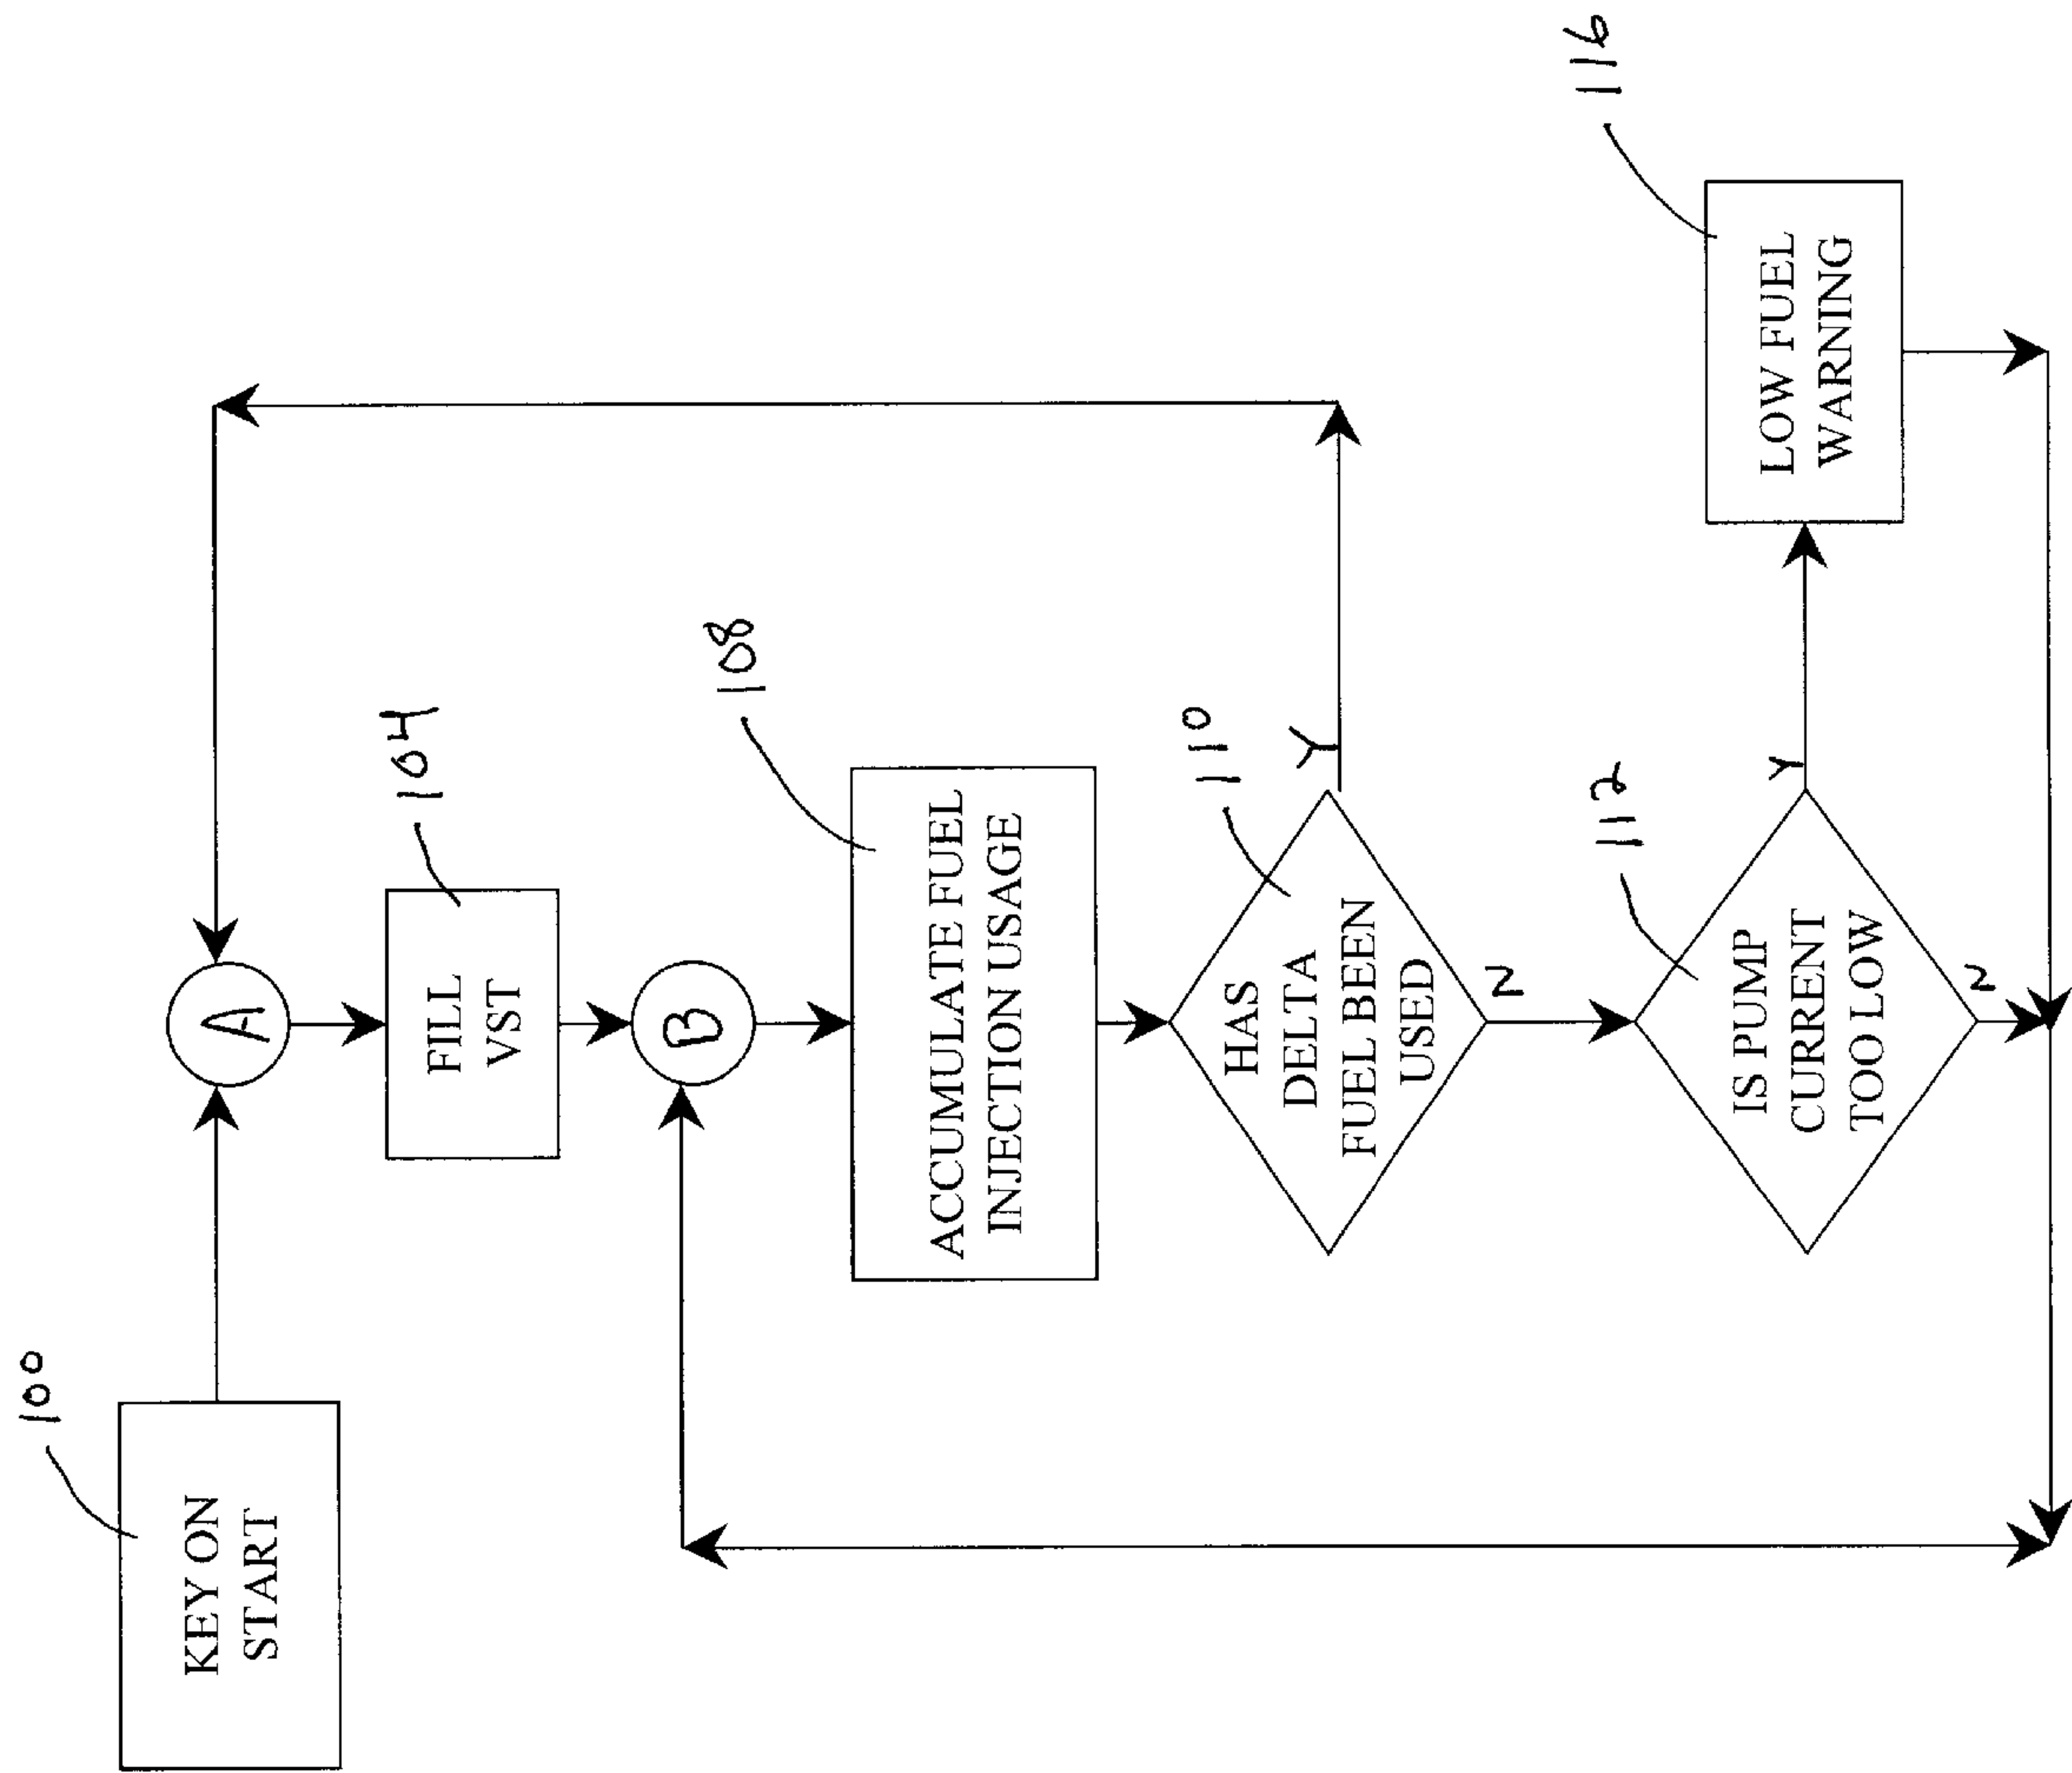 100
KEY ON
START
A
104
FILL
VST
B
108
ACCUMULATE FUEL
INJECTION USAGE
110
HAS
DELTA
FUEL BEEN
USED
Y
N
112
IS PUMP
CURRENT
TOO LOW
Y
N
116
LOW FUEL
WARNING